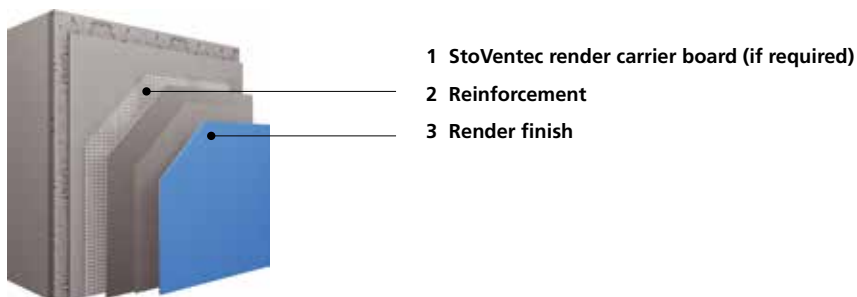 1 StoVentec render carrier board (if required)
2 Reinforcement
3 Render finish